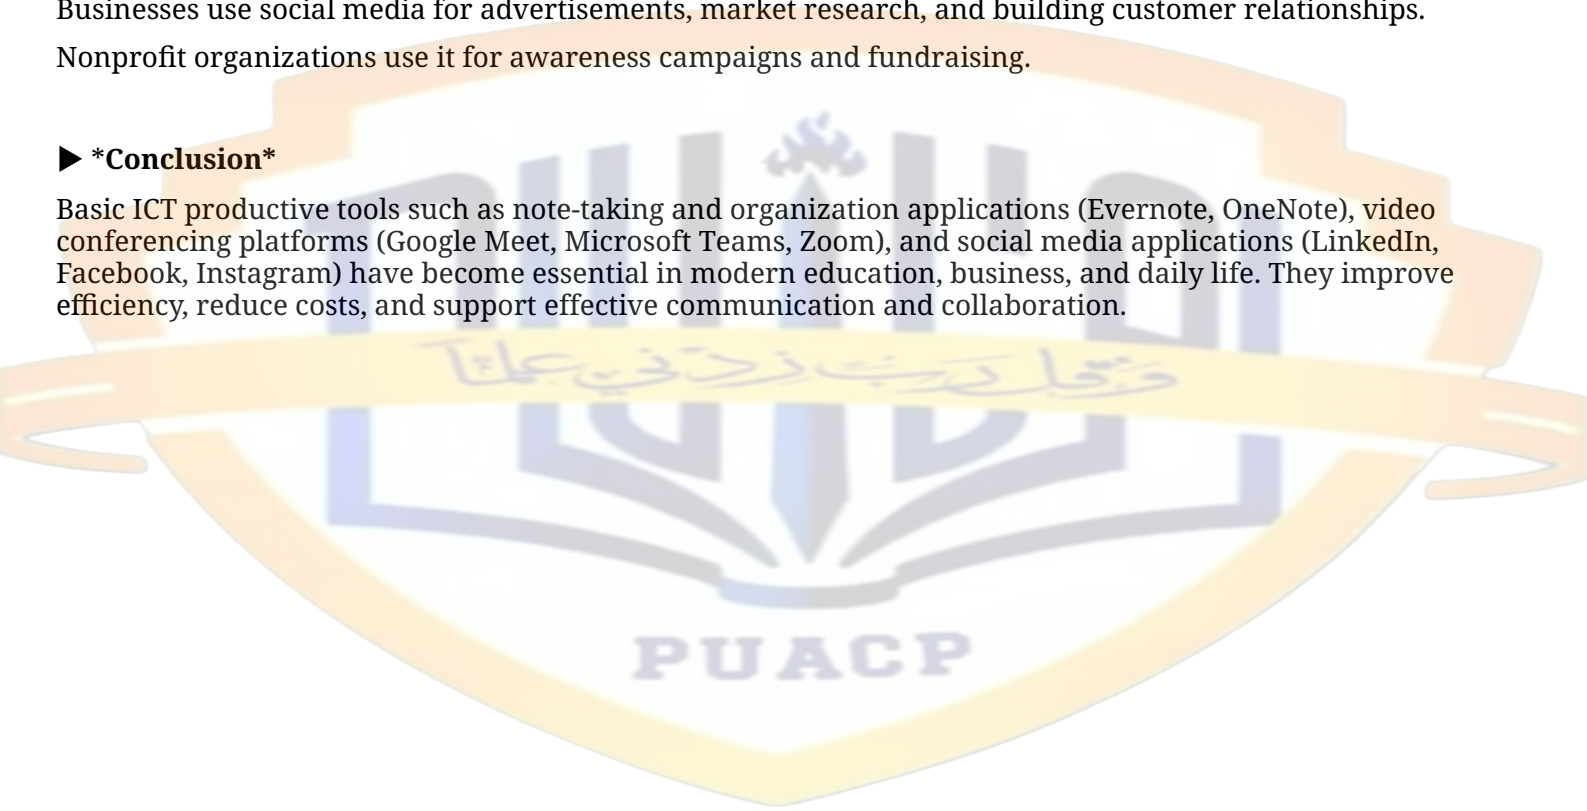 Businesses use social media for advertisements, market research, and building customer relationships.
Nonprofit organizations use it for awareness campaigns and fundraising.
▶ *Conclusion*
Basic ICT productive tools such as note-taking and organization applications (Evernote, OneNote), video
conferencing platforms (Google Meet, Microsoft Teams, Zoom), and social media applications (LinkedIn,
Facebook, Instagram) have become essential in modern education, business, and daily life. They improve
efficiency, reduce costs, and support effective communication and collaboration.
وَقُل رَّبِّ زِدْنِي عِلْمًا
PUACP